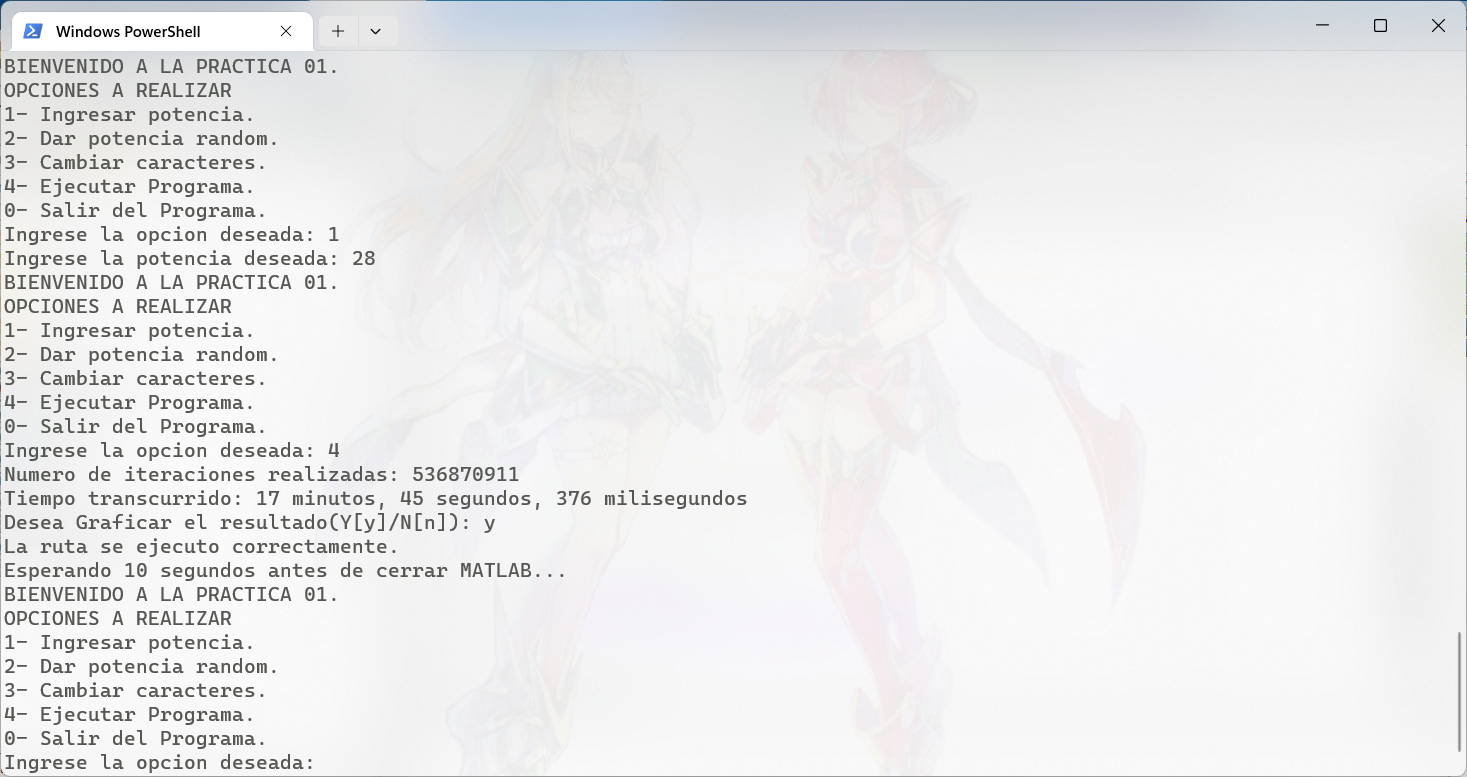 Windows PowerShell
BIENVENIDO A LA PRACTICA 01.
OPCIONES A REALIZAR
1- Ingresar potencia.
2- Dar potencia random.
3- Cambiar caracteres.
4- Ejecutar Programa.
0- Salir del Programa.
Ingrese la opcion deseada: 1
Ingrese la potencia deseada: 28
BIENVENIDO A LA PRACTICA 01.
OPCIONES A REALIZAR
1- Ingresar potencia.
2- Dar potencia random.
3- Cambiar caracteres.
4- Ejecutar Programa.
0- Salir del Programa.
Ingrese la opcion deseada: 4
Numero de iteraciones realizadas: 536870911
Tiempo transcurrido: 17 minutos, 45 segundos, 376 milisegundos
Desea Graficar el resultado(Y[y]/N[n]): y
La ruta se ejecuto correctamente.
Esperando 10 segundos antes de cerrar MATLAB...
BIENVENIDO A LA PRACTICA 01.
OPCIONES A REALIZAR
1- Ingresar potencia.
2- Dar potencia random.
3- Cambiar caracteres.
4- Ejecutar Programa.
0- Salir del Programa.
Ingrese la opcion deseada: